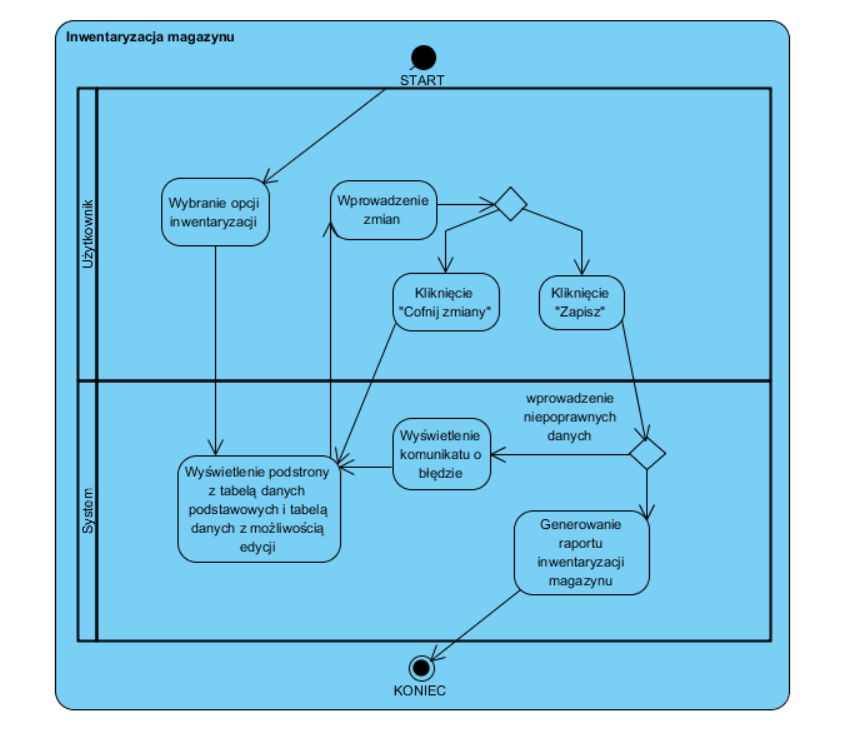 Inwentaryzacja magazynu
START
Użytkownik
Wybranie opcji
inwentaryzacji
Wprowadzenie
zmian
Kliknięcie
"Cofnij zmiany"
Kliknięcie
"Zapisz"
System
wprowadzenie
niepoprawnych
danych
Wyświetlenie
komunikatu o
błędzie
Wyświetlenie podstrony
z tabelą danych
podstawowych i tabelą
danych z możliwością
edycji
Generowanie
raportu
inwentaryzacji
magazynu
KONIEC